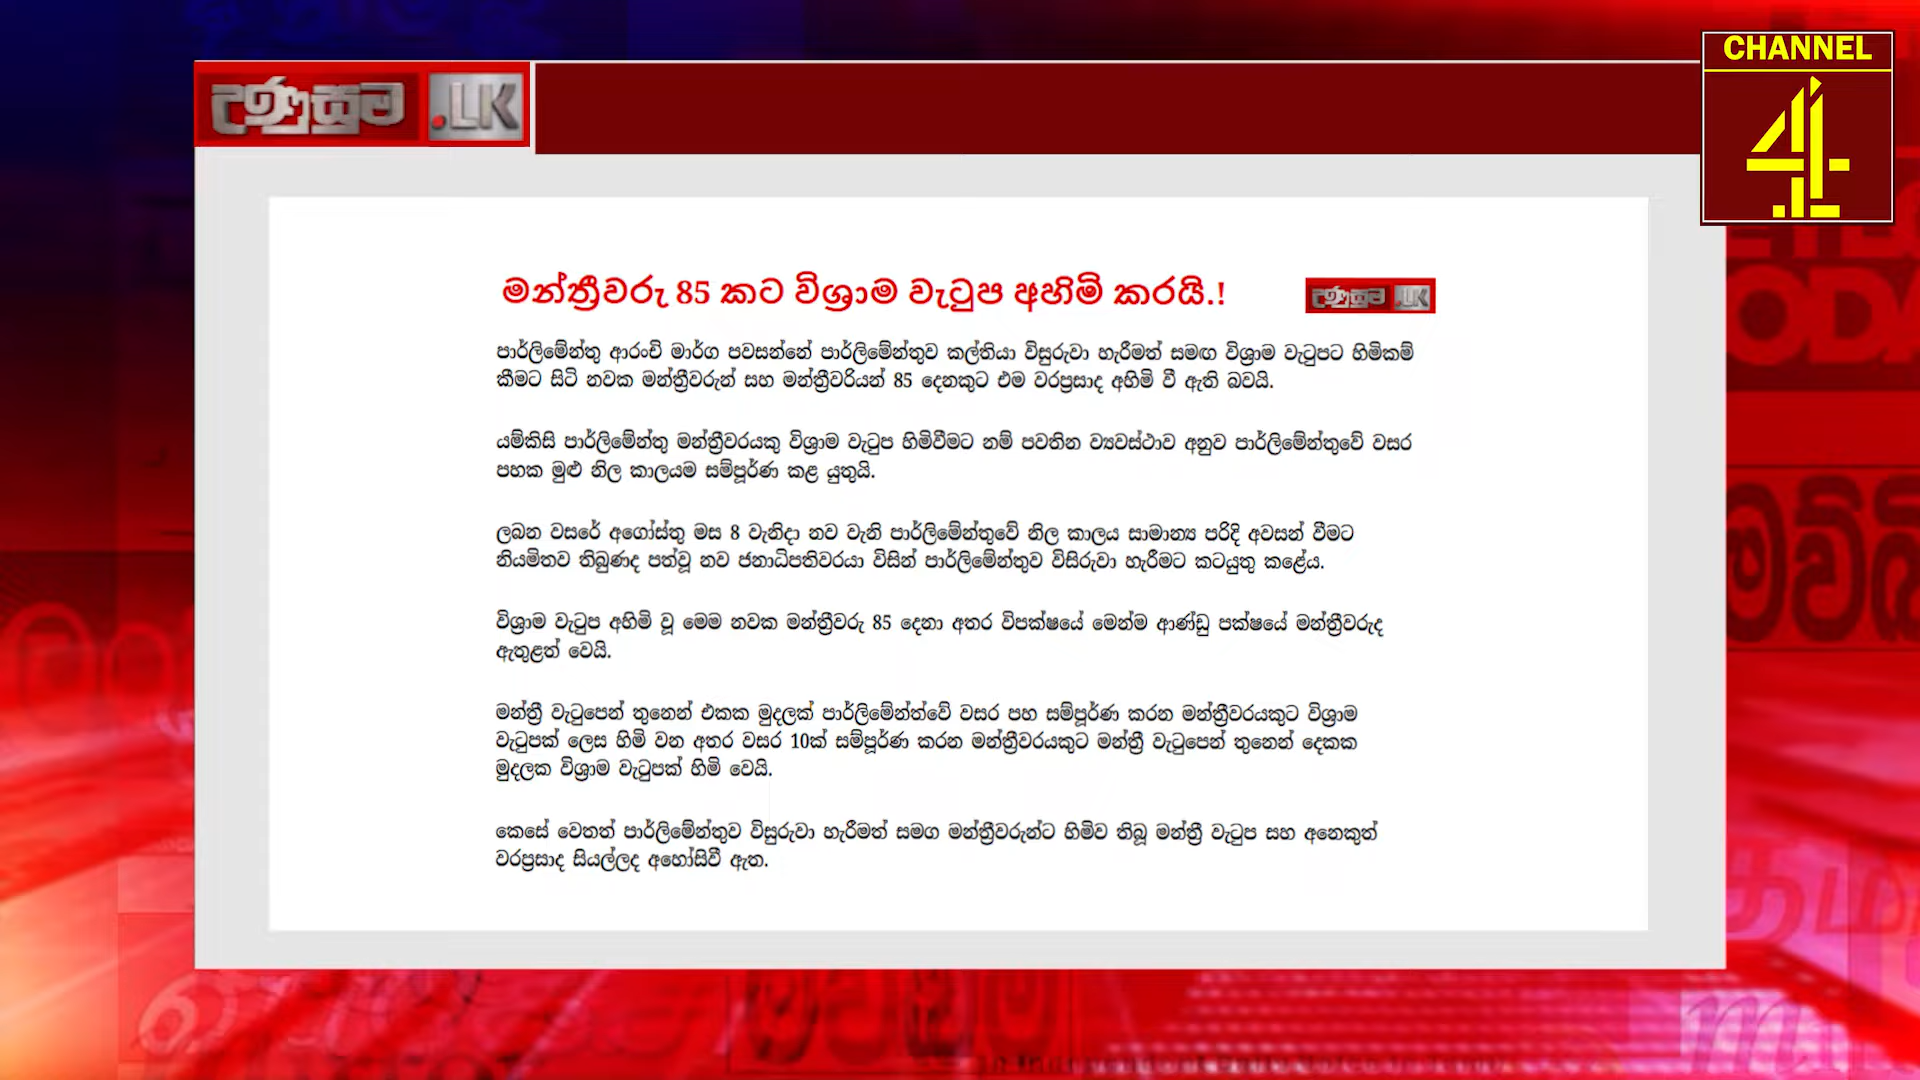 CHANNEL
4
උණුසුම .LK
මන්ත්‍රීවරු 85 කට විශ්‍රාම වැටුප අහිමි කරයි.!
උණුසුම .LK
පාර්ලිමේන්තු ආරංචි මාර්ග පවසන්නේ පාර්ලිමේන්තුව කල්තියා විසුරුවා හැරීමත් සමඟ විශ්‍රාම වැටුපට හිමිකම්
කීමට සිටි නවක මන්ත්‍රීවරුන් සහ මන්ත්‍රීවරියන් 85 දෙනකුට එම වරප්‍රසාද අහිමි වී ඇති බවයි.
යම්කිසි පාර්ලිමේන්තු මන්ත්‍රීවරයකු විශ්‍රාම වැටුප හිමිවීමට නම් පවතින ව්‍යවස්ථාව අනුව පාර්ලිමේන්තුවේ වසර
පහක මුළු නිල කාලයම සම්පූර්ණ කළ යුතුයි.
ලබන වසරේ අගෝස්තු මස 8 වැනිදා නව වැනි පාර්ලිමේන්තුවේ නිල කාලය සාමාන්‍ය පරිදි අවසන් වීමට
නියමිතව තිබුණද පත්වූ නව ජනාධිපතිවරයා විසින් පාර්ලිමේන්තුව විසිරුවා හැරීමට කටයුතු කළේය.
විශ්‍රාම වැටුප අහිමි වූ මෙම නවක මන්ත්‍රීවරු 85 දෙනා අතර විපක්ෂයේ මෙන්ම ආණ්ඩු පක්ෂයේ මන්ත්‍රීවරුද
ඇතුළත් වෙයි.
මන්ත්‍රී වැටුපෙන් තුනෙන් එකක මුදලක් පාර්ලිමේන්ත්වේ වසර පහ සම්පූර්ණ කරන මන්ත්‍රීවරයකුට විශ්‍රාම
වැටුපක් ලෙස හිමි වන අතර වසර 10ක් සම්පූර්ණ කරන මන්ත්‍රීවරයකුට මන්ත්‍රී වැටුපෙන් තුනෙන් දෙකක
මුදලක විශ්‍රාම වැටුපක් හිමි වෙයි.
කෙසේ වෙතත් පාර්ලිමේන්තුව විසුරුවා හැරීමත් සමග මන්ත්‍රීවරුන්ට හිමිව තිබූ මන්ත්‍රී වැටුප සහ අනෙකුත්
වරප්‍රසාද සියල්ලද අහෝසිවී ඇත.